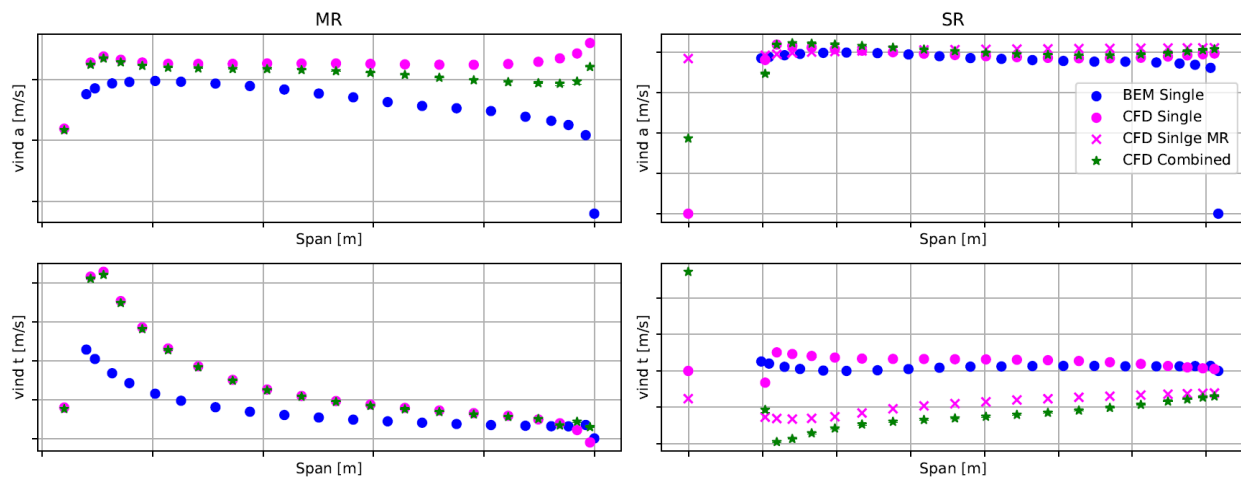 MR
SR
vind a [m/s]
vind a [m/s]
BEM Single
CFD Single
CFD Sinlge MR
CFD Combined
Span [m]
Span [m]
vind t [m/s]
vind t [m/s]
Span [m]
Span [m]